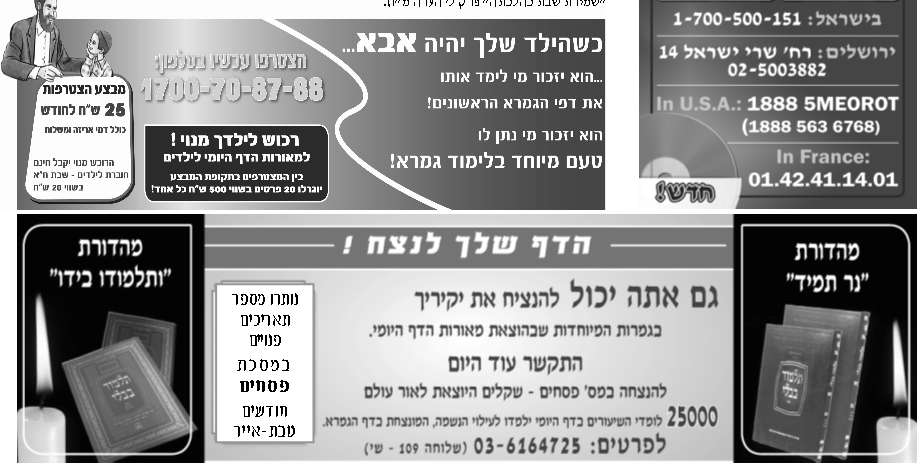 בישראל: 1-700-500-151
ירושלים: רח' שרי ישראל 14
02-5003882
In U.S.A.: 1888 5MEOROT
(1888 563 6768)
In France:
01.42.41.14.01
חדש!
כשהילד שלך יהיה אבא...
...הוא יזכור מי לימד אותו
את דפי הגמרא הראשונים!
הוא יזכור מי נתן לו
טעם מיוחד בלימוד גמרא!
הצטרפו עכשיו בטלפון:
1700-70-87-88
רכוש לילדך מנוי !
למאורות הדף היומי לילדים
בין המצטרפים בתקופת המבצע
יוגרלו 20 פרסים בשווי 500 ש"ח כל אחד!
מבצע הצטרפות
25 ש"ח לחודש
כולל דמי אריזה ומשלוח
הרוכש מנוי יקבל חינם
חוברת לילדים - שבת ח"א
בשווי 20 ש"ח
הדף שלך לנצח !
מהדורת
"נר תמיד"
תלמוד
בבלי
גם אתה יכול להנציח את יקיריך
בגמרות המיוחדות שבהוצאת מאורות הדף היומי.
התקשר עוד היום
להנצחה במס' פסחים - שקלים היוצאת לאור עולם
25000 לומדי השיעורים בדף היומי ילמדו לעילוי הנשמה, המונצחת בדף הגמרא.
לפרטים: 03-6164725 (שלוחה 109 - שי)
נותרו מספר
תאריכים
פנויים
במסכת
פסחים
חודשים
טבת-אייר
מהדורת
"ותלמודו בידו"
תלמוד
בבלי